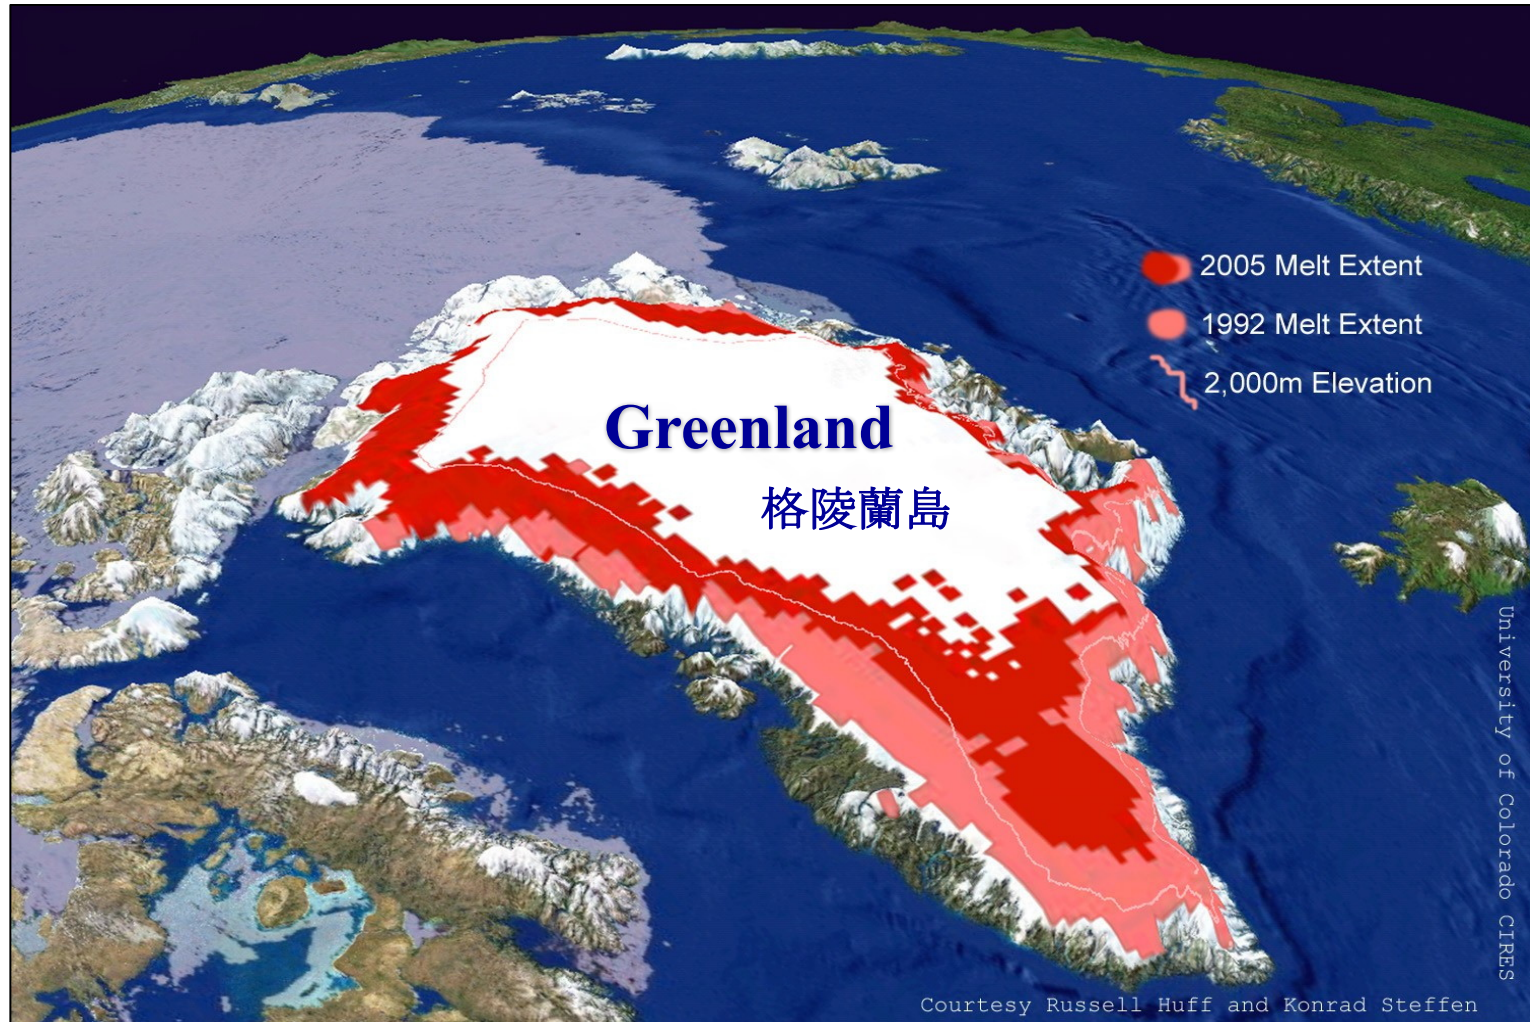 2005 Melt Extent
1992 Melt Extent
2,000m Elevation
Greenland
格陵蘭島
University of Colorado CIRES
Courtesy Russell Huff and Konrad Steffen